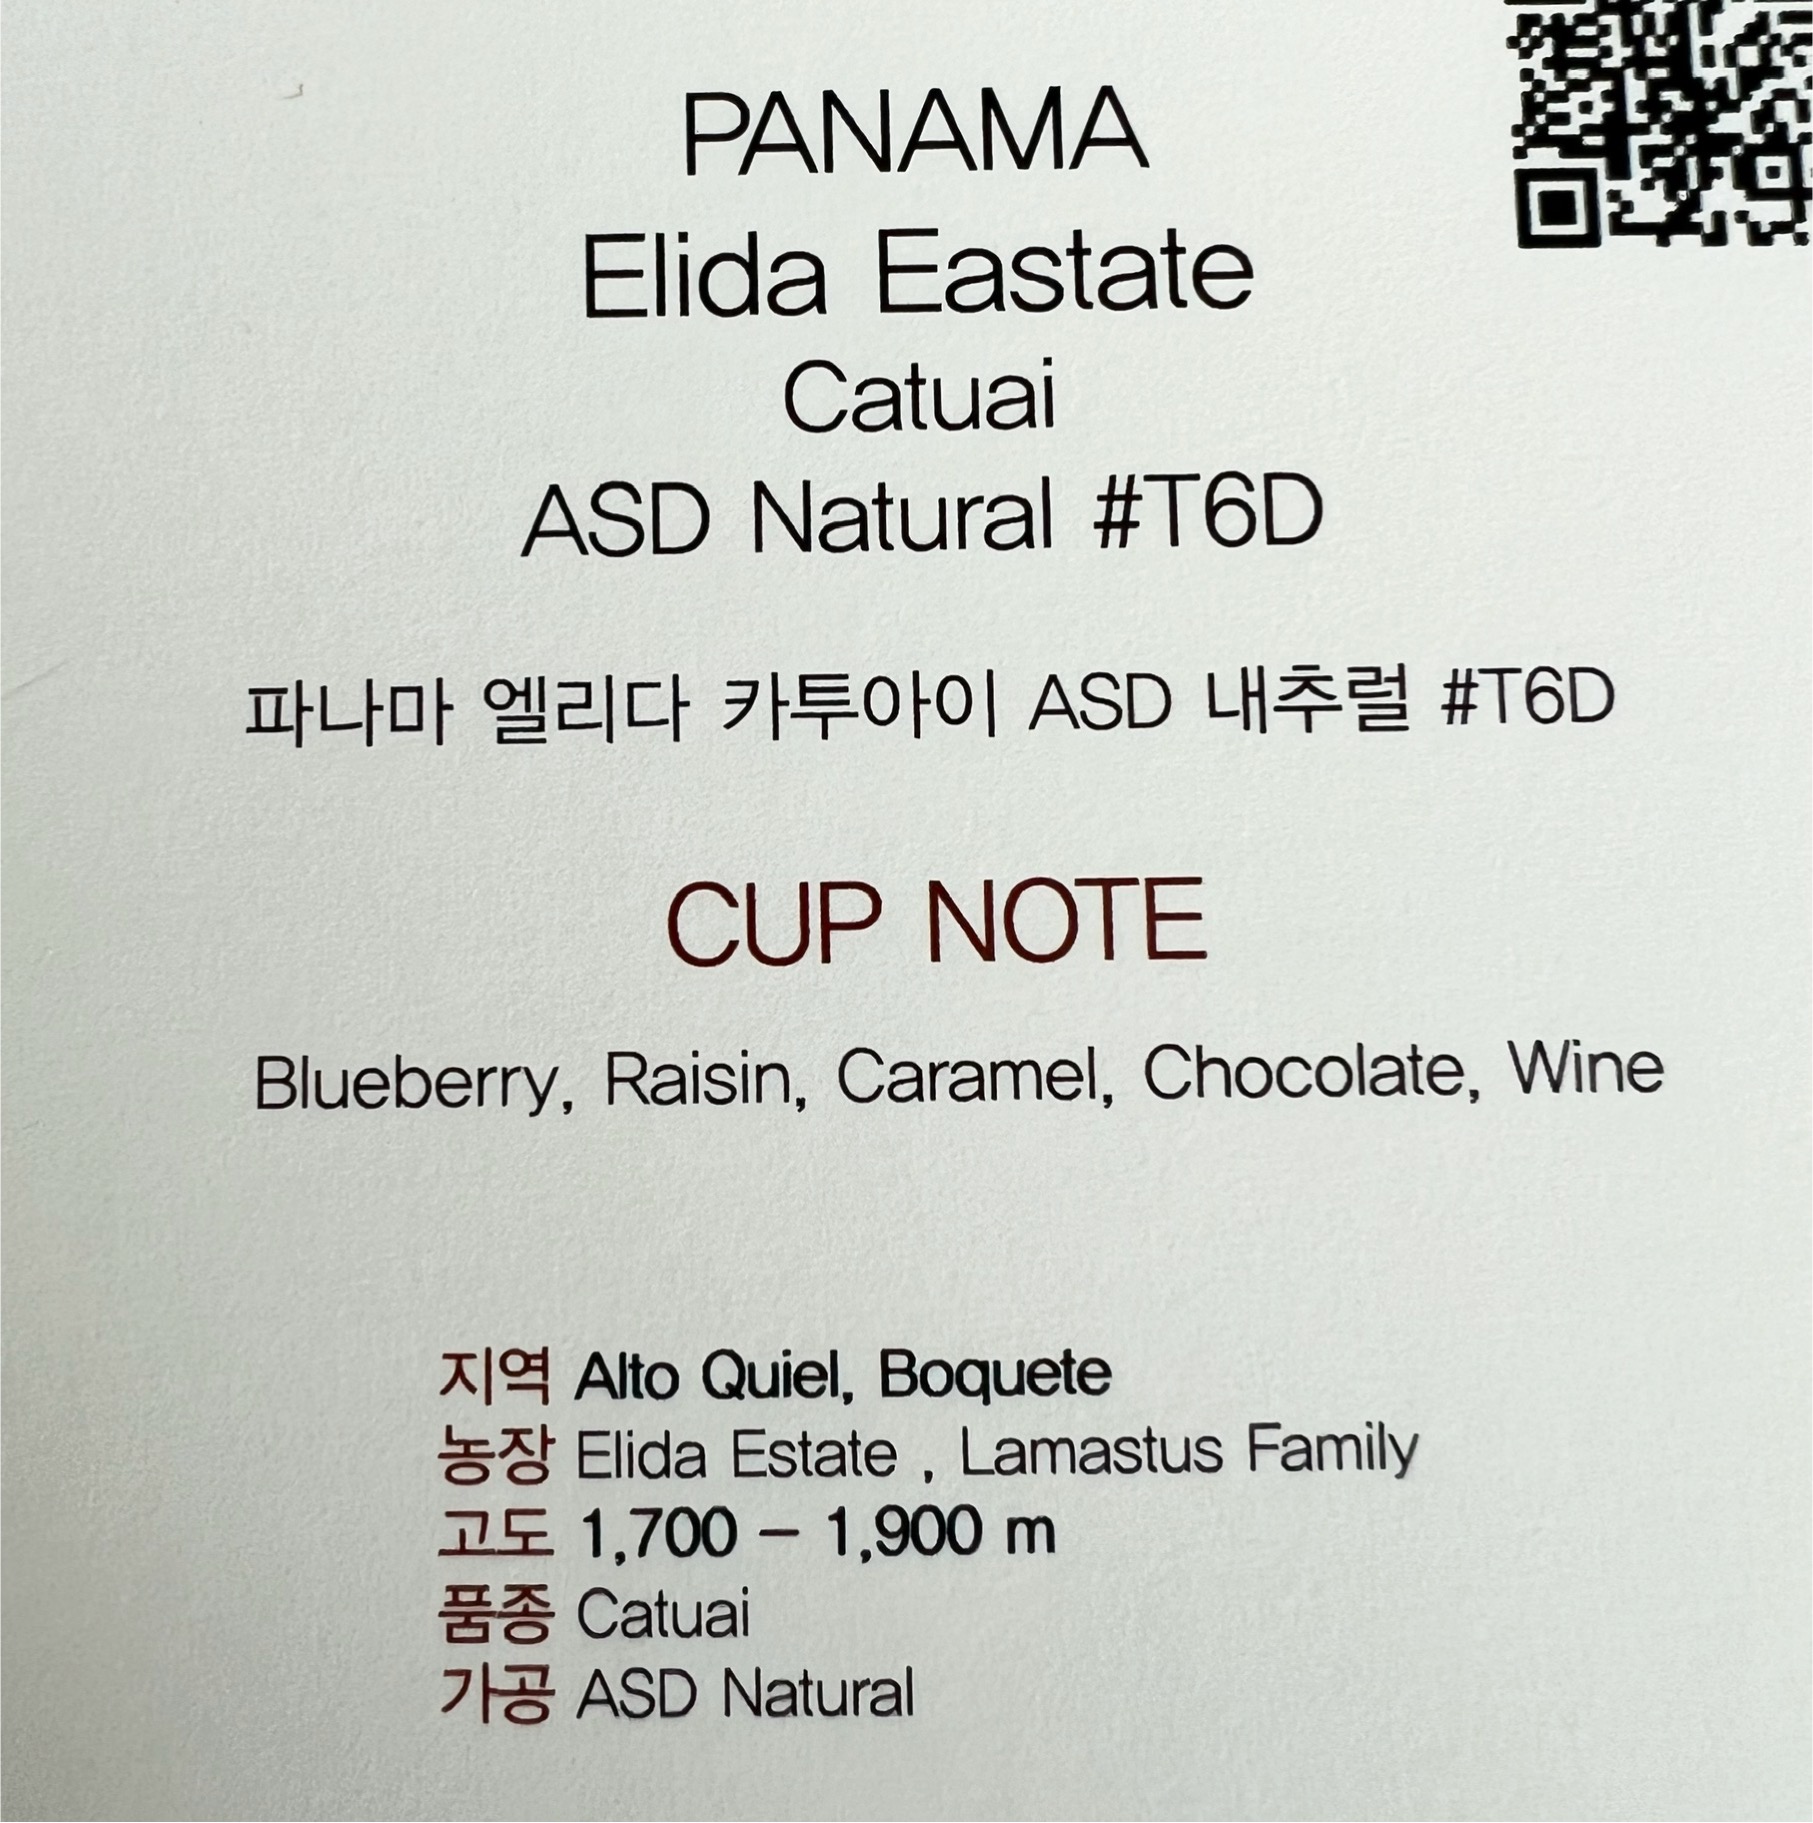 PANAMA
Elida Eastate
Catuai
ASD Natural #T6D
파나마 엘리다 카투아이 ASD 내추럴 #T6D
CUP NOTE
Blueberry, Raisin, Caramel, Chocolate, Wine
지역 Alto Quiel, Boquete
농장 Elida Estate , Lamastus Family
고도 1,700 – 1,900 m
품종 Catuai
가공 ASD Natural